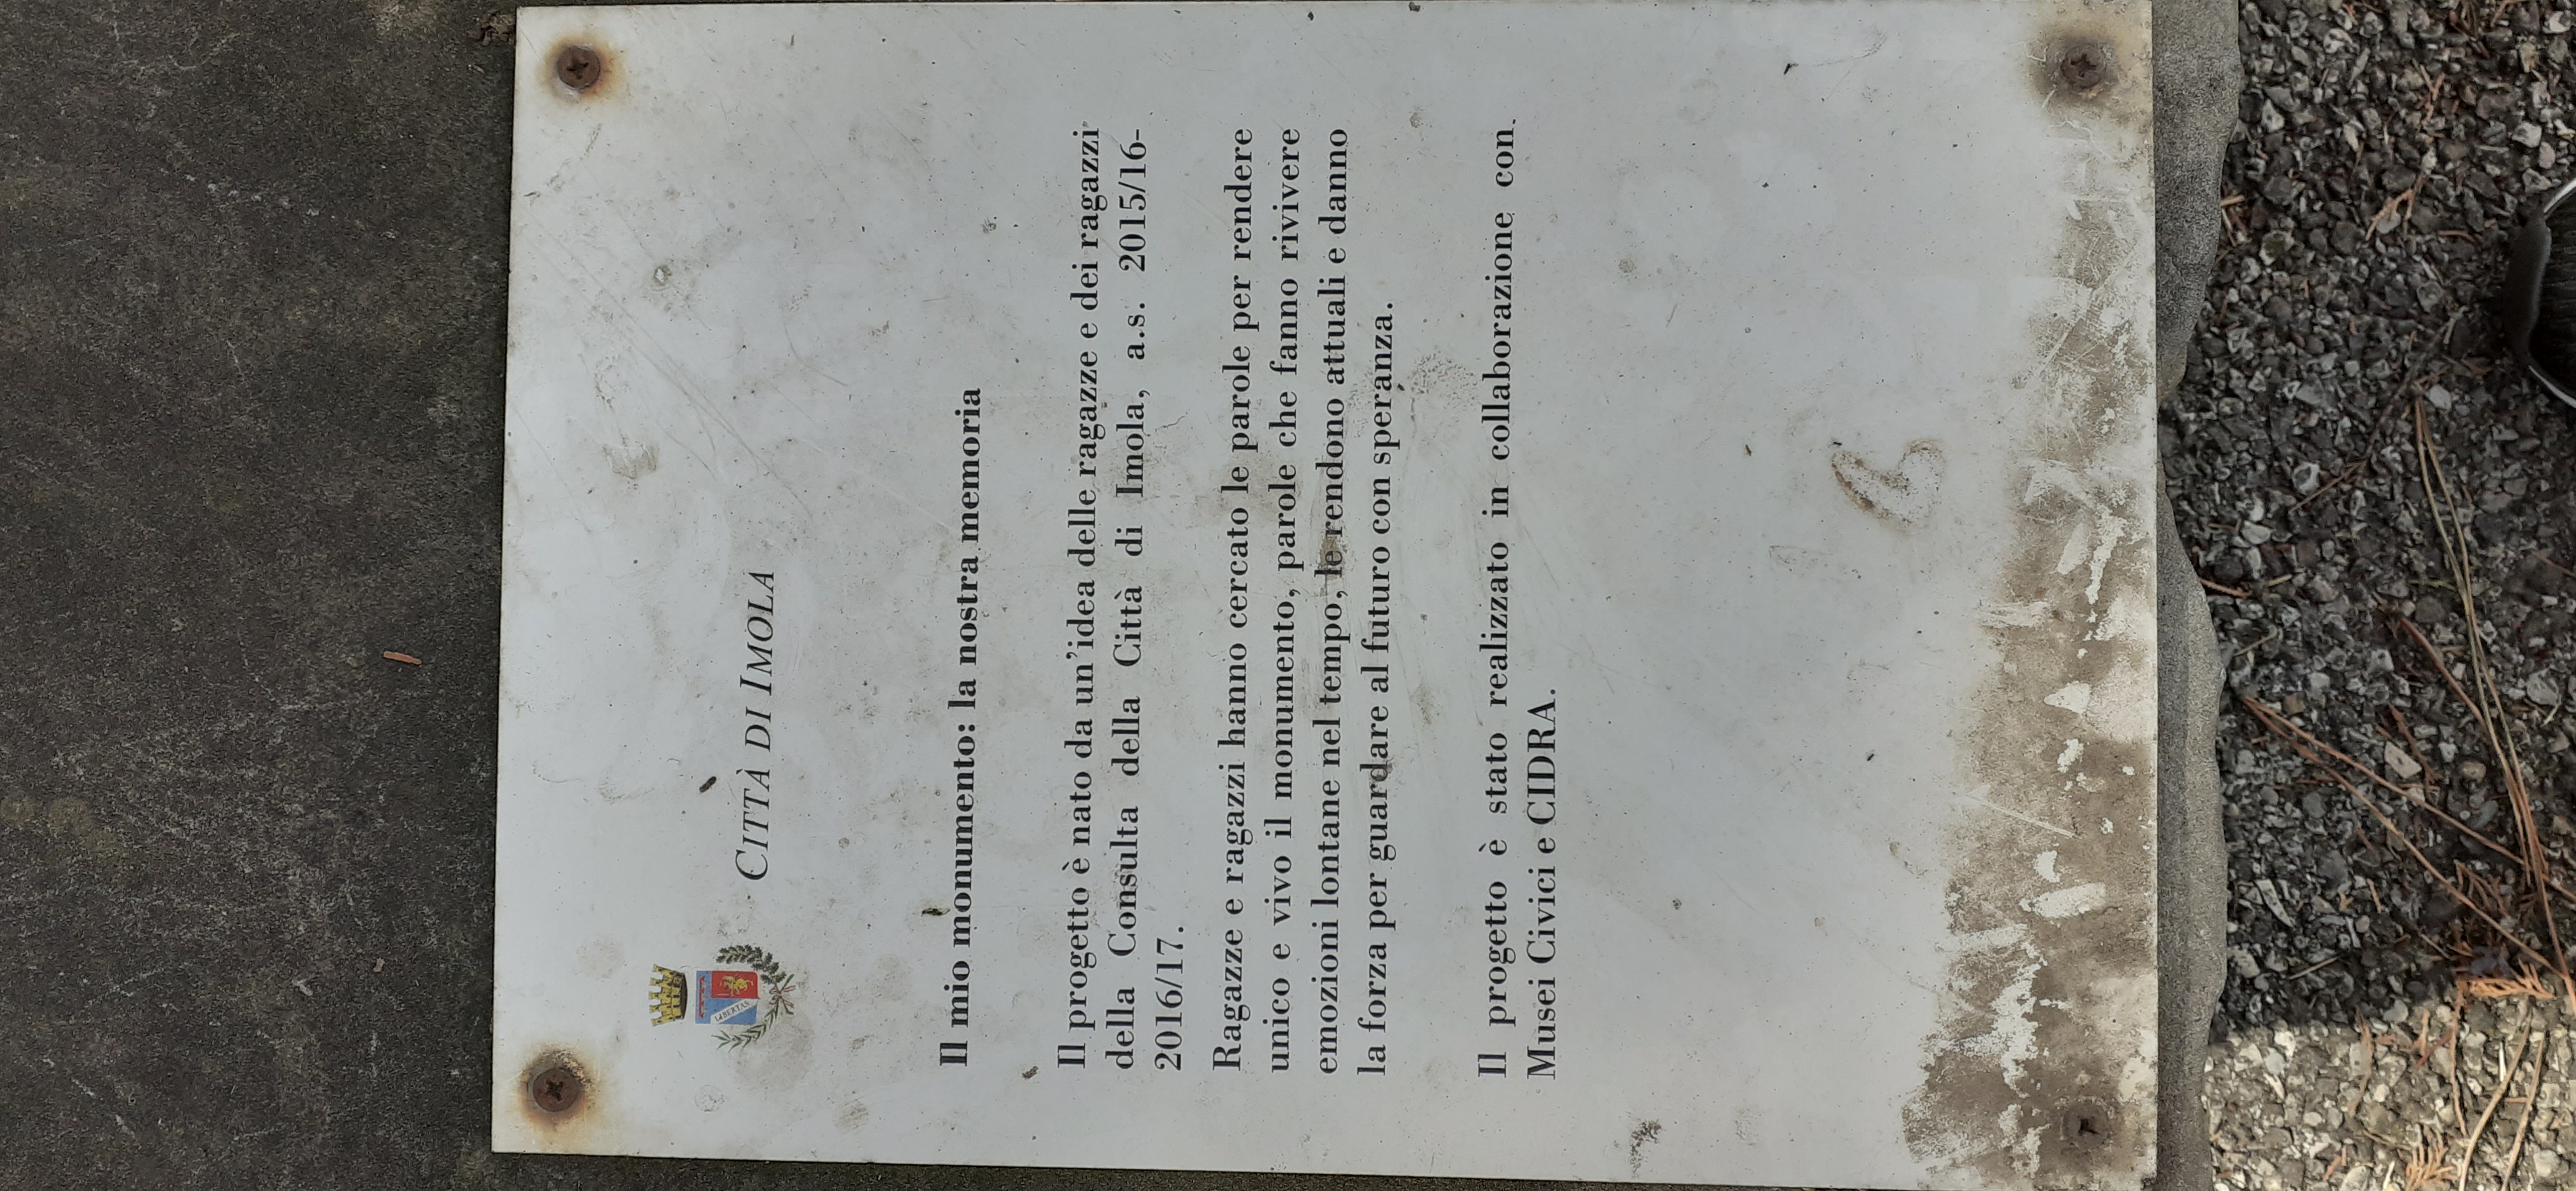 LIBERTAS
CITTÀ DI IMOLA
Il mio monumento: la nostra memoria
Il progetto è nato da un'idea delle ragazze e dei ragazzi
della Consulta della Città di Imola, a.s. 2015/16-
2016/17.
Ragazze e ragazzi hanno cercato le parole per rendere
unico e vivo il monumento, parole che fanno rivivere
emozioni lontane nel tempo, le rendono attuali e danno
la forza per guardare al futuro con speranza.
Il progetto è stato realizzato in collaborazione con
Musei Civici e CIDRA.